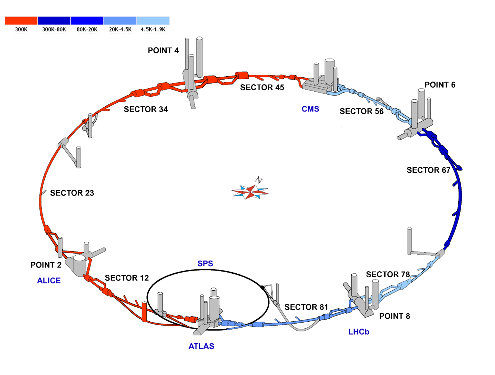 300K
300K-80K
80K-20K
20K-4.5K
4.5K-1.9K
POINT 4
SECTOR 45
SECTOR 34
CMS
SECTOR 56
POINT 6
SECTOR 67
SECTOR 23
N
POINT 2
ALICE
SECTOR 12
SPS
SECTOR 78
SECTOR 81
POINT 8
LHCb
ATLAS